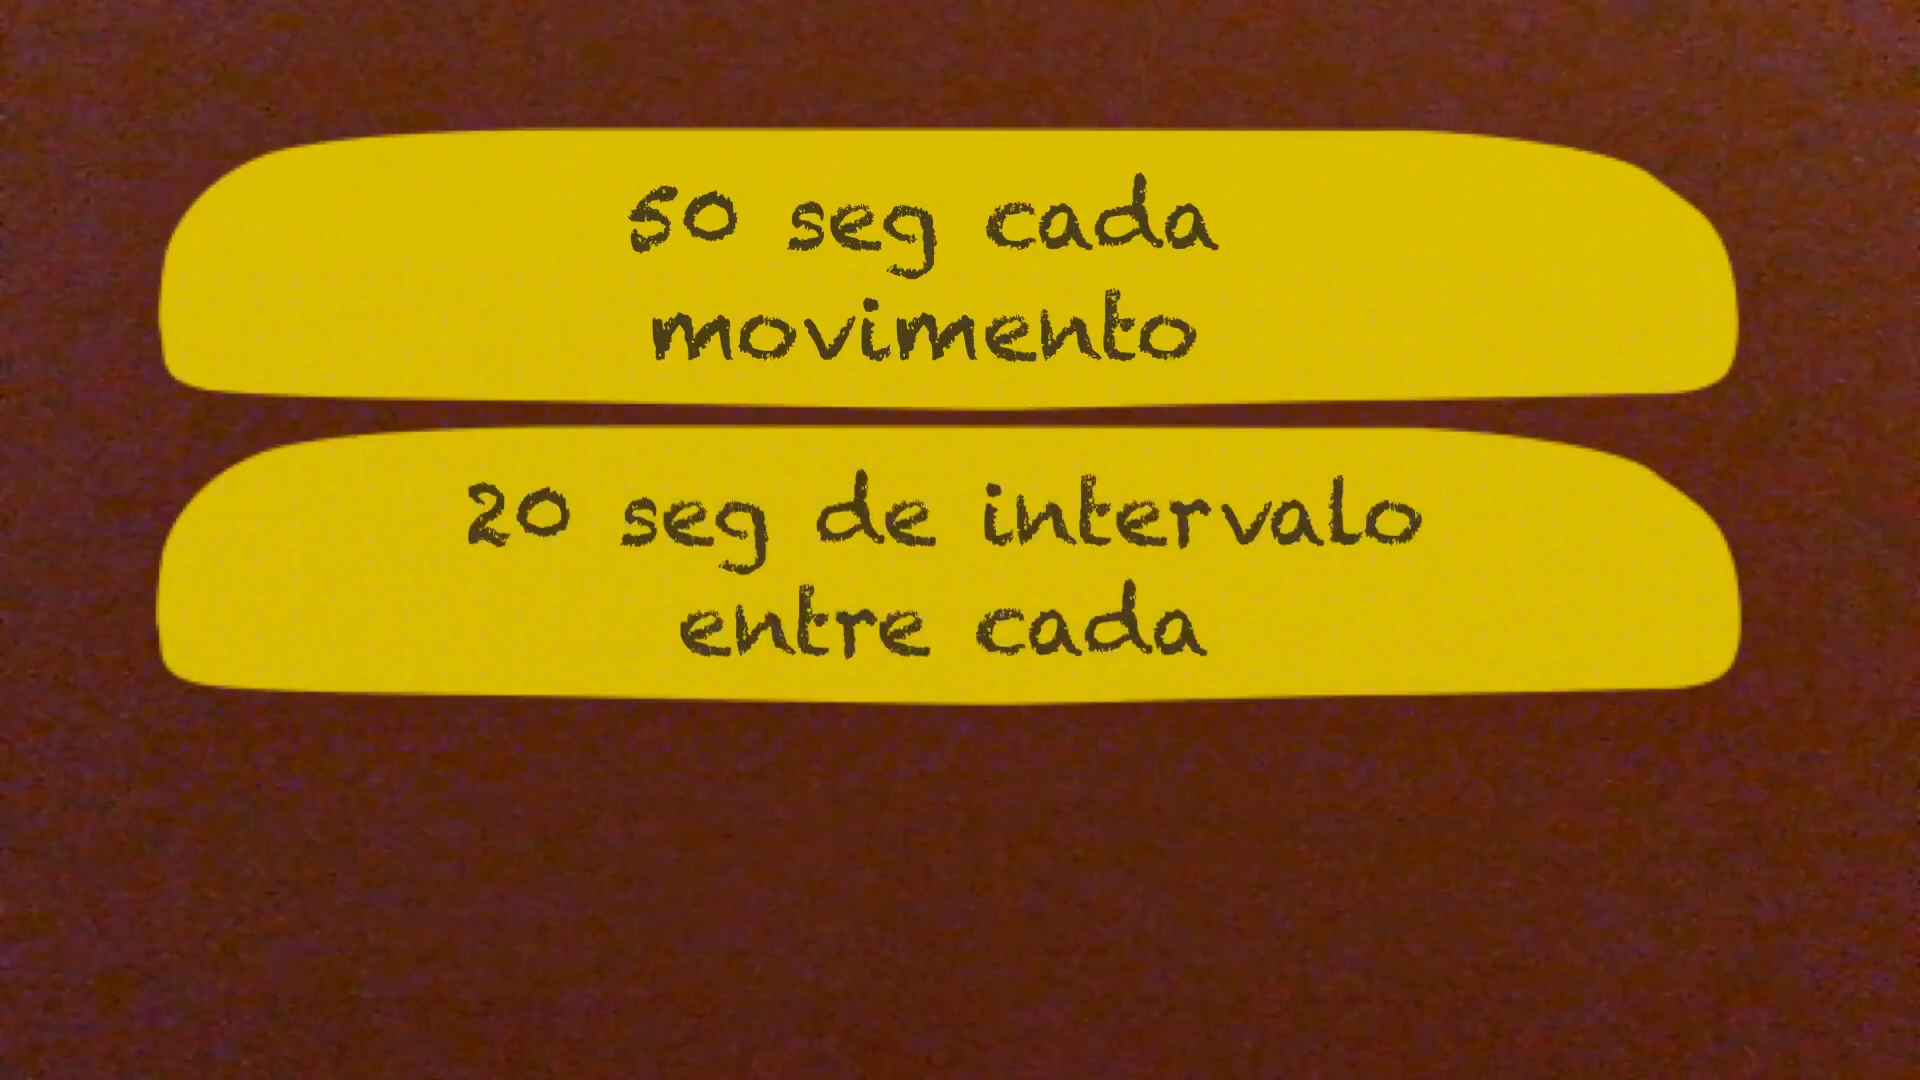 50 seg cada
movimento
20 seg de intervalo
entre cada